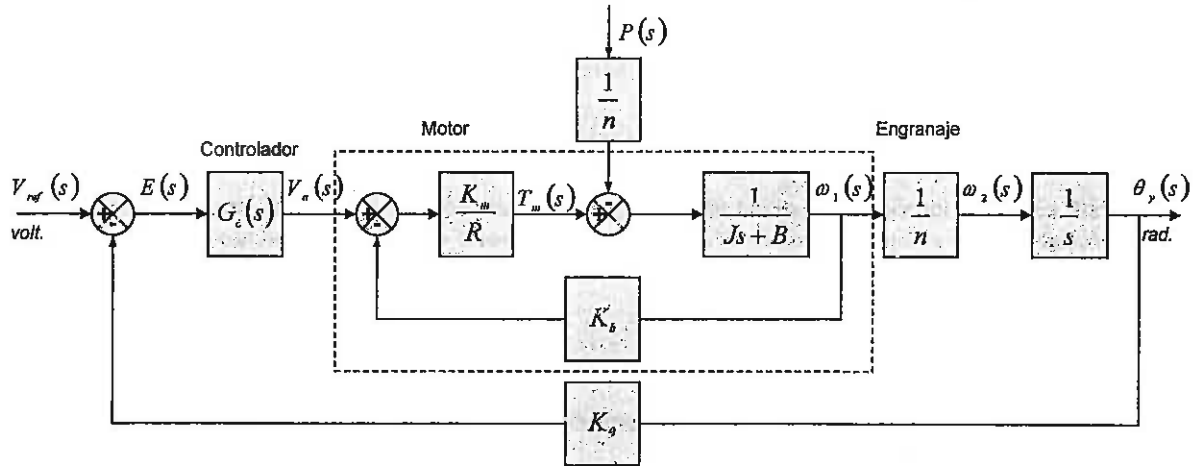 P(s)
1
n
Motor
Engranaje
Controlador
V_ref(s)
E(s)
G_c(s)
V_a(s)
K_m
R
T_m(s)
1
Js + B
ω_1(s)
1
n
ω_2(s)
1
s
θ_y(s)
volt.
rad.
+
-
+
-
+
-
K_b
K_θ